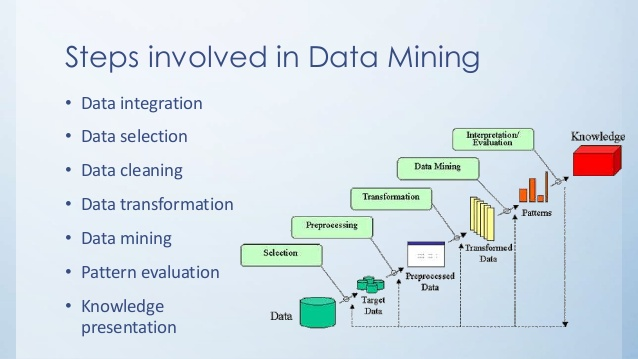 Steps involved in Data Mining
• Data integration
• Data selection
• Data cleaning
• Data transformation
• Data mining
• Pattern evaluation
• Knowledge
presentation
Interpretation/
Evaluation
Knowledge
Data Mining
Transformation
Patterns
Preprocessing
Transformed
Data
Selection
Preprocessed
Data
Target
Data
Data